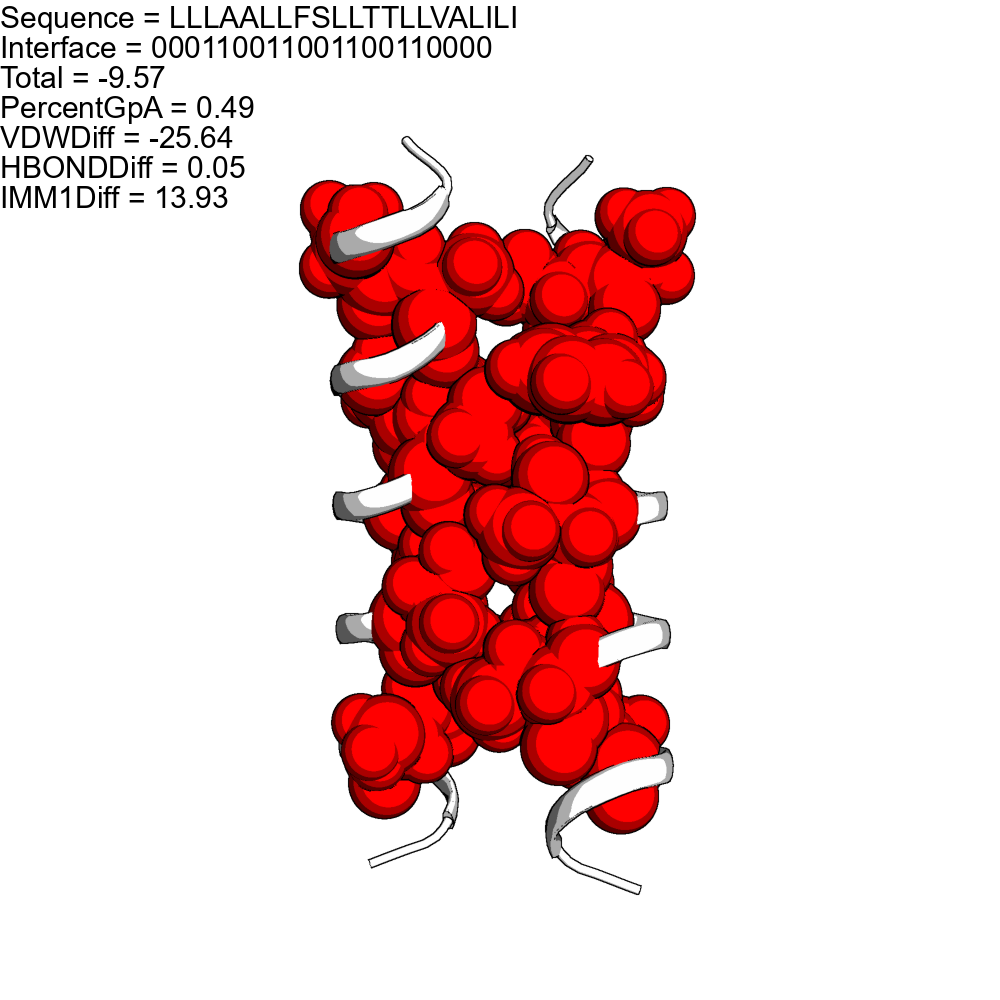 Sequence = LLLAALLFSLLTTLLVALILI
Interface = 000110011001100110000
Total = -9.57
PercentGpA = 0.49
VDWDiff = -25.64
HBONDDiff = 0.05
IMM1Diff = 13.93